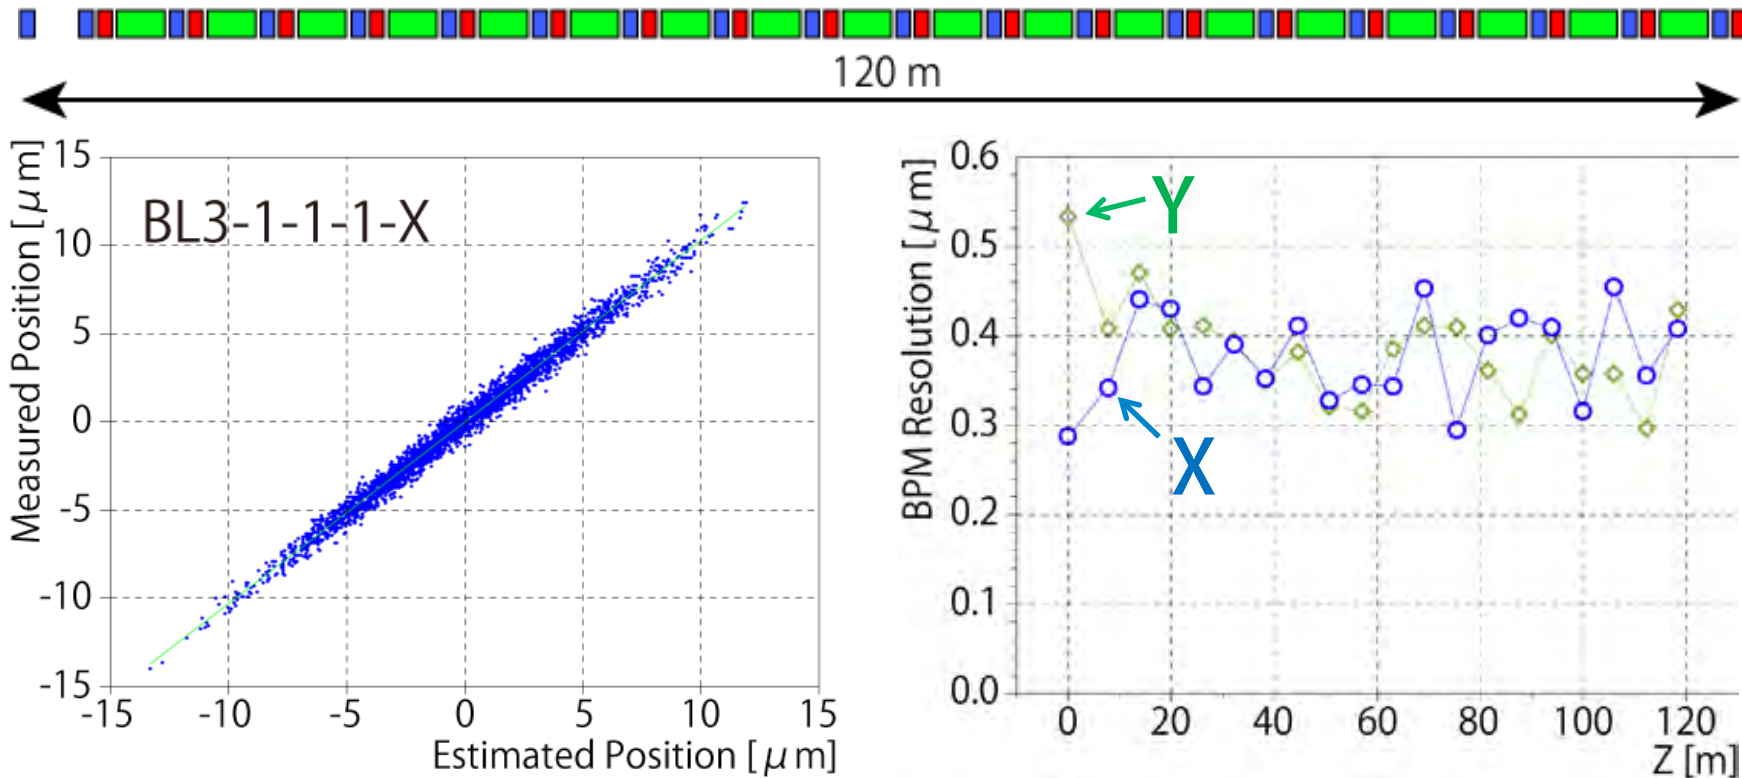 120 m
Measured Position [μm]
15
10
5
0
-5
-10
-15
BL3-1-1-1-X
-15 -10 -5 0 5 10 15
Estimated Position [μm]
BPM Resolution [μm]
0.6
0.5
0.4
0.3
0.2
0.1
0.0
Y
X
0 20 40 60 80 100 120
Z [m]